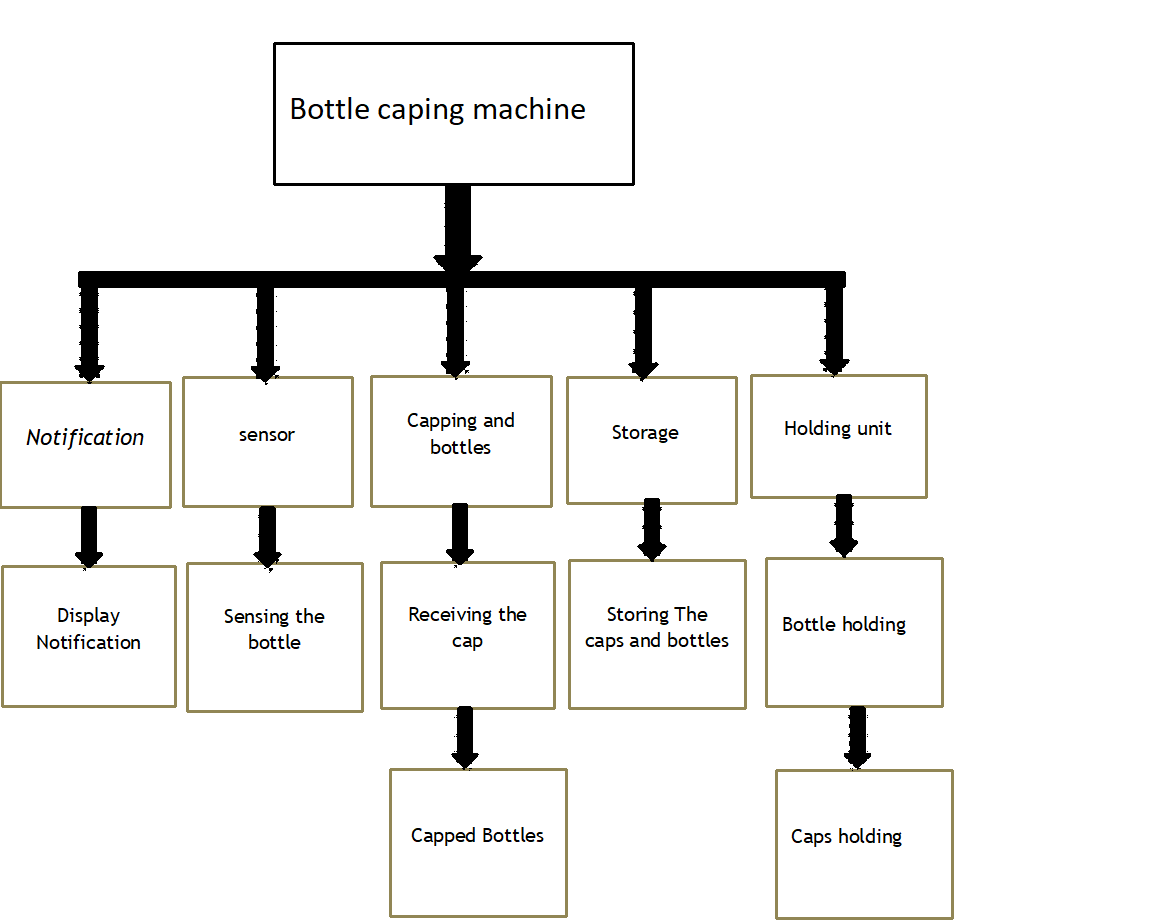 Bottle caping machine
Notification
sensor
Capping and
bottles
Storage
Holding unit
Display
Notification
Sensing the
bottle
Receiving the
cap
Storing The
caps and bottles
Bottle holding
Capped Bottles
Caps holding